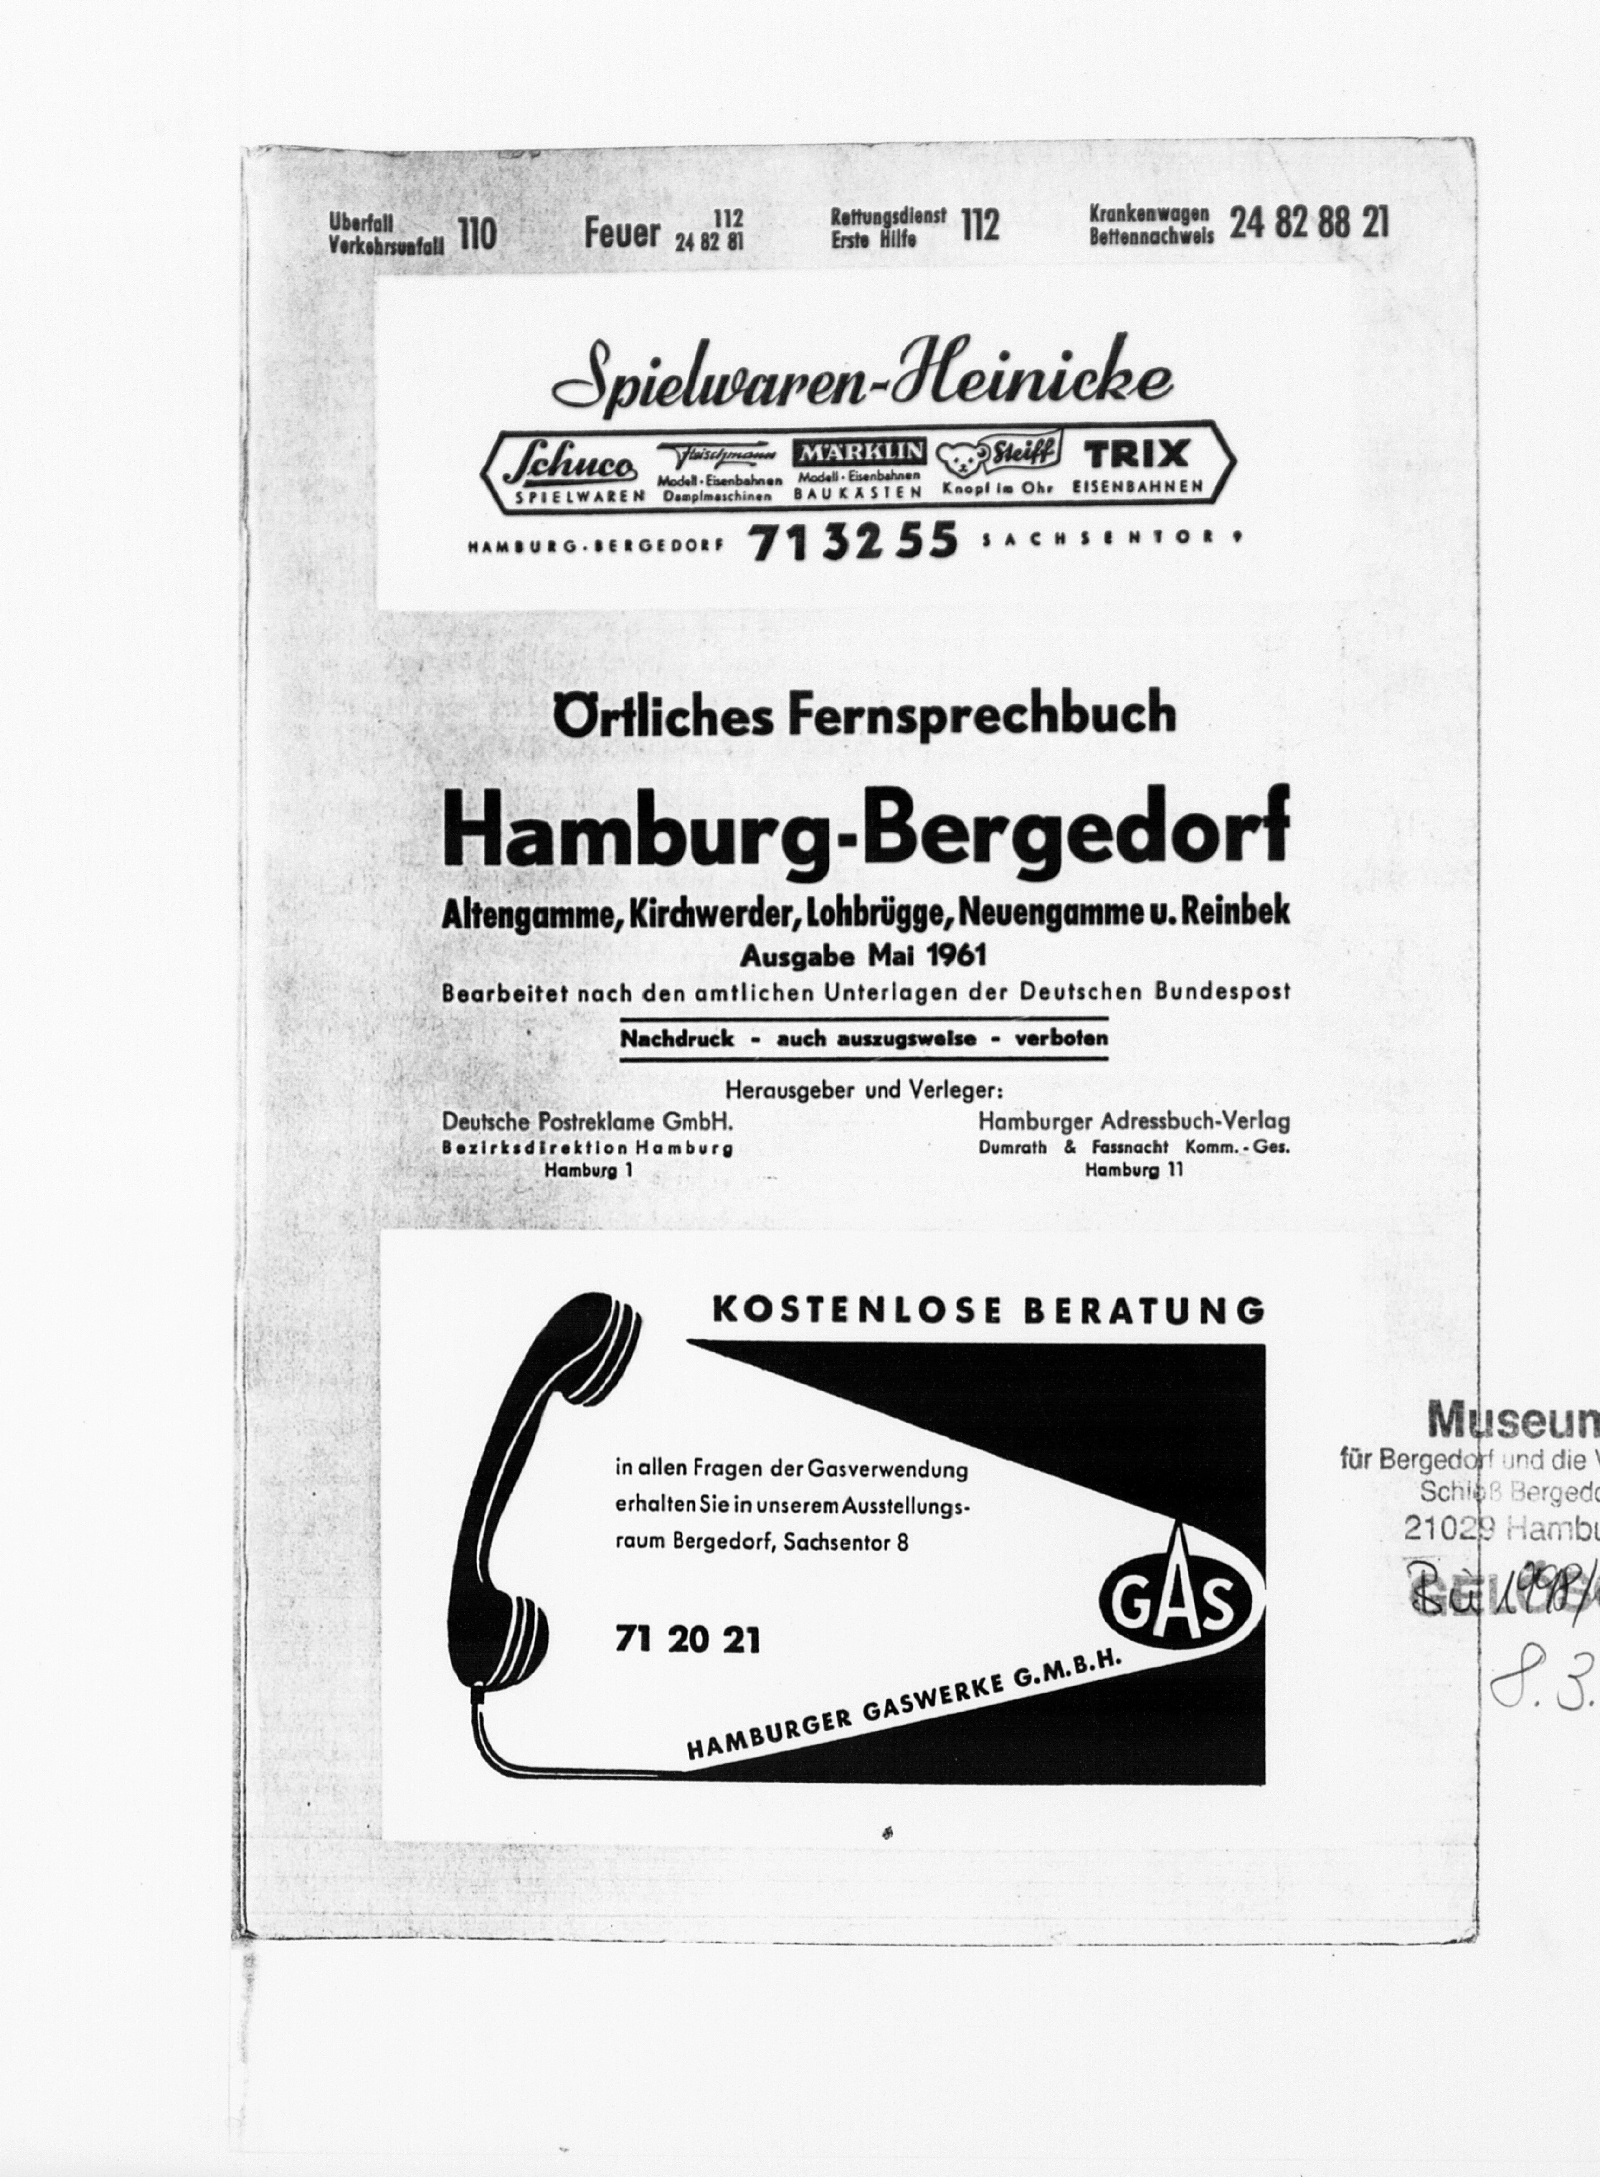 Überfall
Verkehrsunfall 110
Feuer 112
24 82 81
Rettungsdienst
Erste Hilfe 112
Krankenwagen
Bettennachweis 24 82 88 21
Spielwaren-Heinicke
Schuco
SPIELWAREN
Fleischmann
Modell-Eisenbahnen
Dampfmaschinen
MÄRKLIN
Modell-Eisenbahnen
BAUKÄSTEN
Steiff
Knopf im Ohr
TRIX
EISENBAHNEN
HAMBURG-BERGEDORF 713255 SACHSENTOR 9
Örtliches Fernsprechbuch
Hamburg-Bergedorf
Altengamme, Kirchwerder, Lohbrügge, Neuengamme u. Reinbek
Ausgabe Mai 1961
Bearbeitet nach den amtlichen Unterlagen der Deutschen Bundespost
Nachdruck - auch auszugsweise - verboten
Herausgeber und Verleger:
Deutsche Postreklame GmbH.
Bezirksdirektion Hamburg
Hamburg 1
Hamburger Adressbuch-Verlag
Dumrath & Fassnacht Komm.-Ges.
Hamburg 11
KOSTENLOSE BERATUNG
in allen Fragen der Gasverwendung
erhalten Sie in unserem Ausstellungs-
raum Bergedorf, Sachsentor 8
71 20 21
GAS
HAMBURGER GASWERKE G.M.B.H.
Museum
für Bergedorf und die
Schloß Bergedo
21029 Hambu
1998/
8.3.